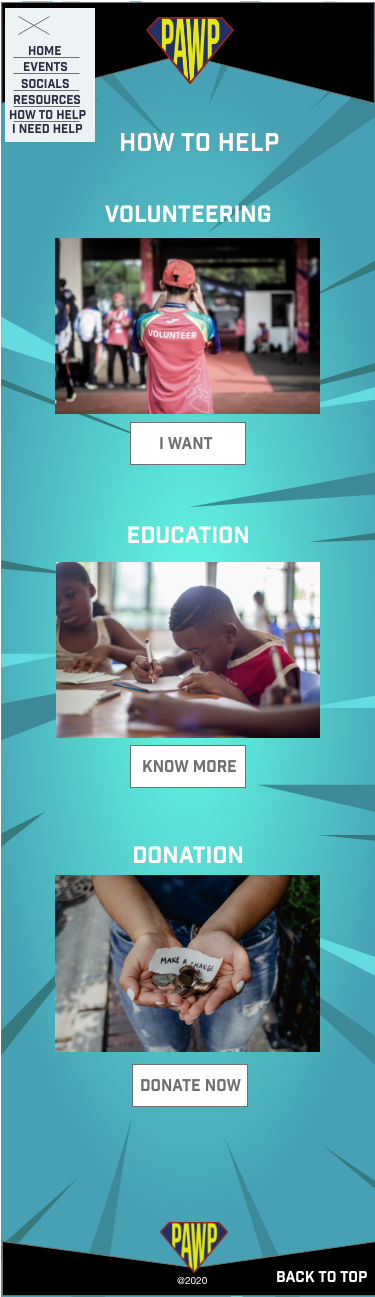 PAWP
HOME
EVENTS
SOCIALS
RESOURCES
HOW TO HELP
I NEED HELP
HOW TO HELP
VOLUNTEERING
VOLUNTEER
I WANT
EDUCATION
KNOW MORE
DONATION
MAKE A CHANGE
DONATE NOW
PAWP
@2020
BACK TO TOP